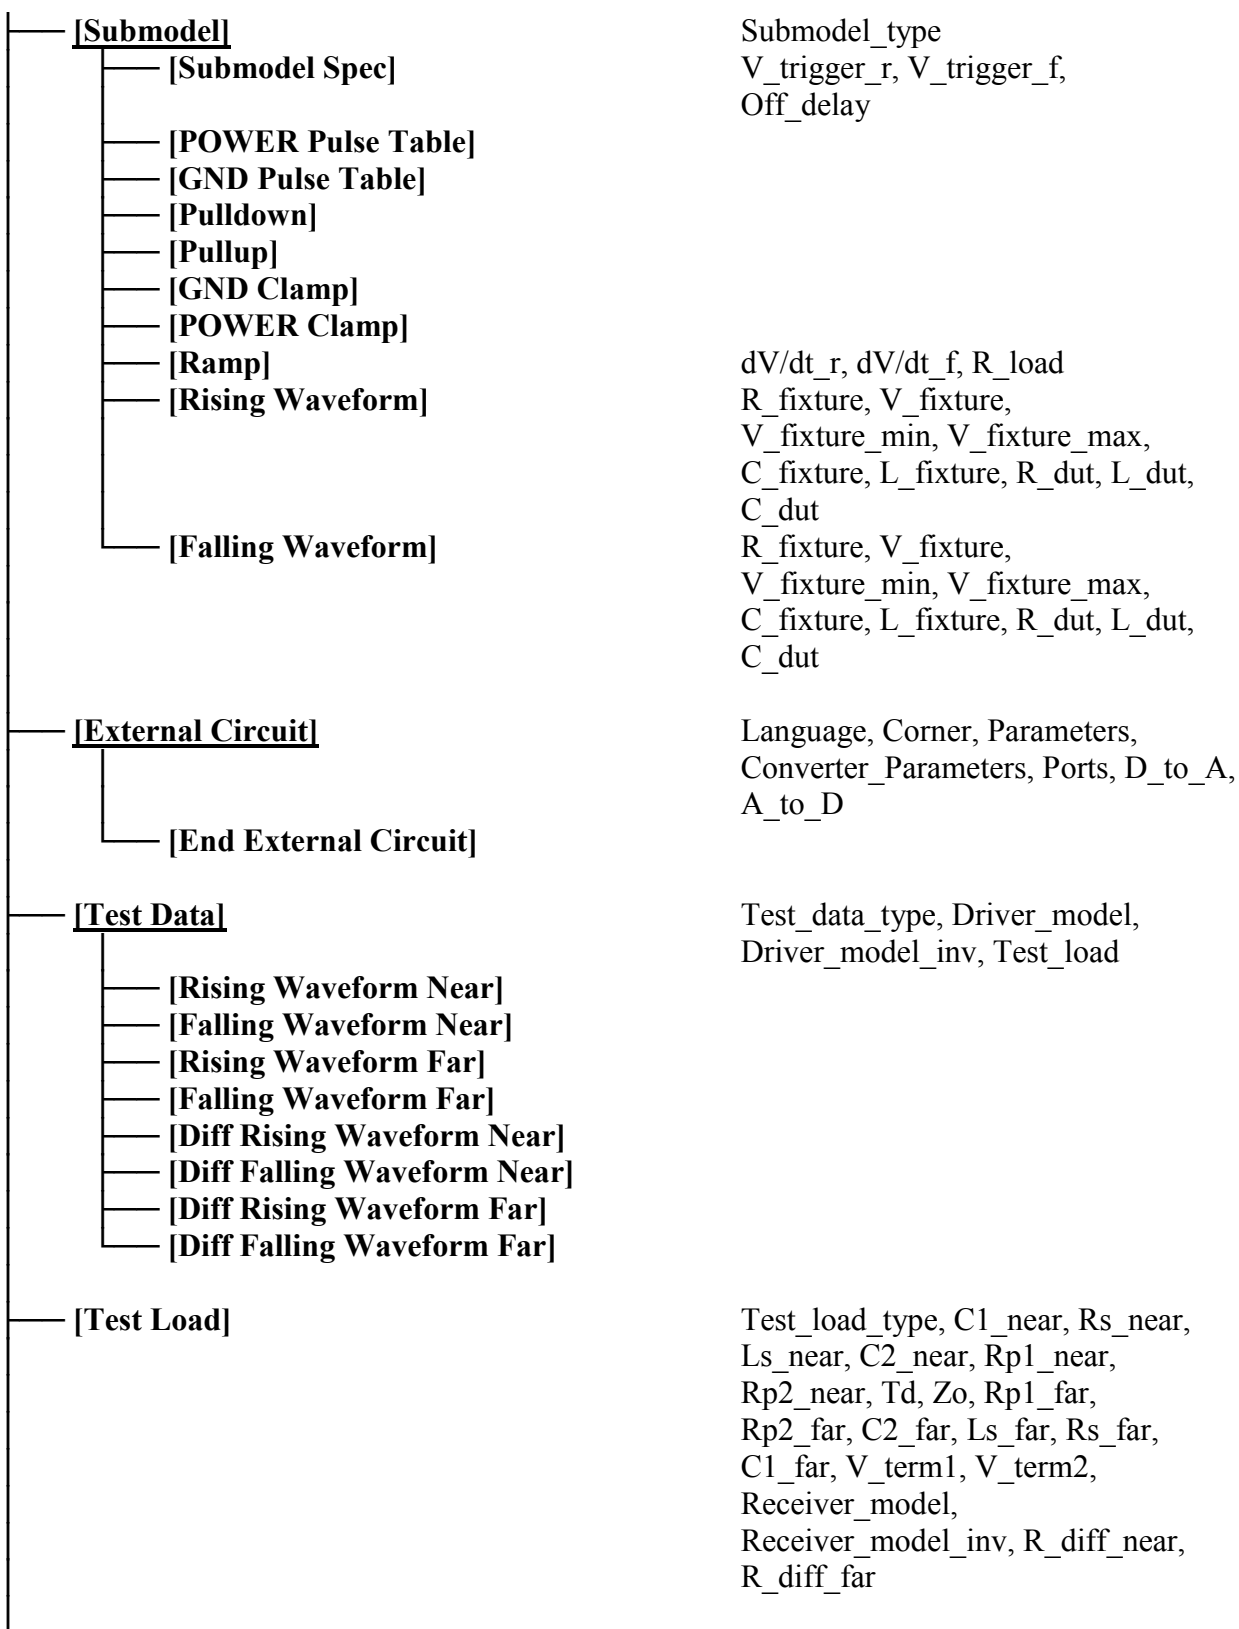 [Submodel] Submodel_type
[Submodel Spec] V_trigger_r, V_trigger_f,
Off_delay
[POWER Pulse Table]
[GND Pulse Table]
[Pulldown]
[Pullup]
[GND Clamp]
[POWER Clamp]
[Ramp] dV/dt_r, dV/dt_f, R_load
[Rising Waveform] R_fixture, V_fixture,
V_fixture_min, V_fixture_max,
C_fixture, L_fixture, R_dut, L_dut,
C_dut
[Falling Waveform] R_fixture, V_fixture,
V_fixture_min, V_fixture_max,
C_fixture, L_fixture, R_dut, L_dut,
C_dut
[External Circuit] Language, Corner, Parameters,
Converter_Parameters, Ports, D_to_A,
A_to_D
[End External Circuit]
[Test Data] Test_data_type, Driver_model,
Driver_model_inv, Test_load
[Rising Waveform Near]
[Falling Waveform Near]
[Rising Waveform Far]
[Falling Waveform Far]
[Diff Rising Waveform Near]
[Diff Falling Waveform Near]
[Diff Rising Waveform Far]
[Diff Falling Waveform Far]
[Test Load] Test_load_type, C1_near, Rs_near,
Ls_near, C2_near, Rp1_near,
Rp2_near, Td, Zo, Rp1_far,
Rp2_far, C2_far, Ls_far, Rs_far,
C1_far, V_term1, V_term2,
Receiver_model,
Receiver_model_inv, R_diff_near,
R_diff_far